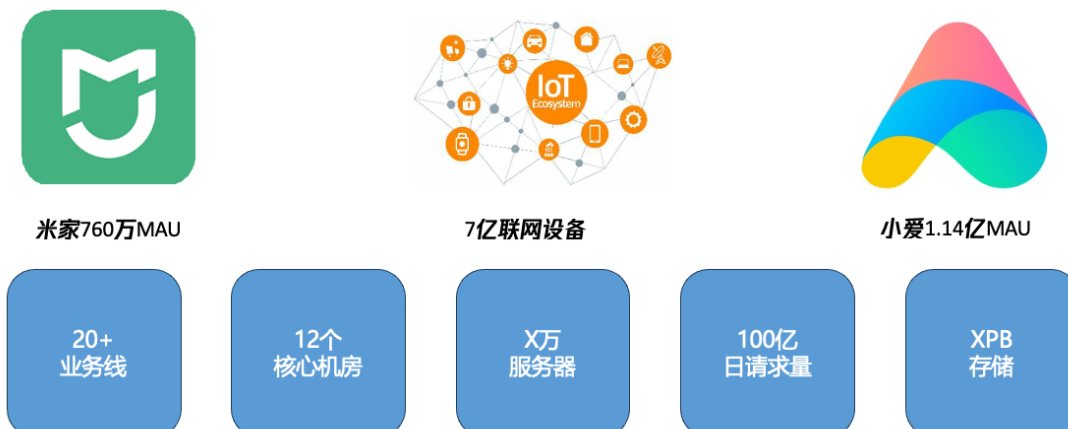 IoT
Ecosystem
米家760万MAU
7亿联网设备
小爱1.14亿MAU
20+
业务线
12个
核心机房
X万
服务器
100亿
日请求量
XPB
存储